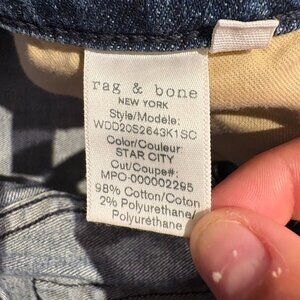 rag & bone
NEW YORK
Style/Modéle:
WDD20S2643K1SC
Color/Couleur:
STAR CITY
Cut/Coupe#:
MPO-000002295
98% Cotton/Coton
2% Polyurethane/
Polyuréthane